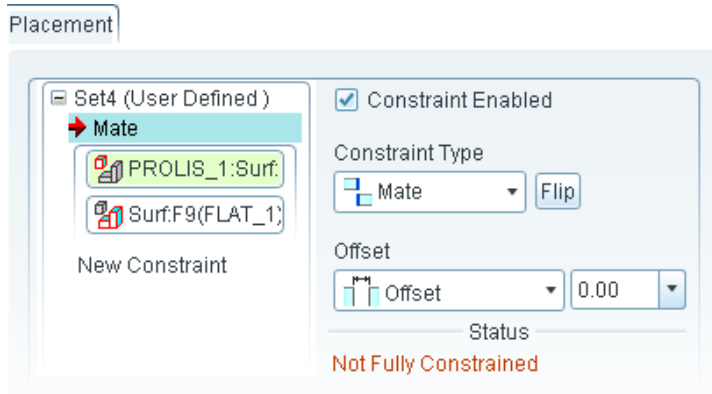 Placement
Set4 (User Defined )
Mate
PROLIS_1:Surf:
Surf:F9(FLAT_1)
New Constraint
Constraint Enabled
Constraint Type
Mate
Flip
Offset
Offset
0.00
Status
Not Fully Constrained